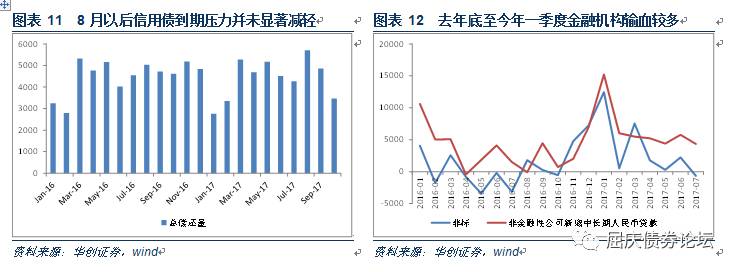 图表 11 8 月以后信用债到期压力并未显著减轻
6000
5000
4000
3000
2000
1000
0
Jan-16 Mar-16 May-16 Jul-16 Sep-16 Nov-16 Jan-17 Mar-17 May-17 Jul-17 Sep-17
总偿还量
资料来源：华创证券，wind
图表 12 去年底至今年一季度金融机构输血较多
20000
15000
10000
5000
0
-5000
2016-01 2016-02 2016-03 2016-04 2016-05 2016-06 2016-07 2016-08 2016-09 2016-10 2016-11 2016-12 2017-01 2017-02 2017-03 2017-04 2017-05 2017-06 2017-07
非标 非金融性公司新增中长期人民币贷款
资料来源：华创证券，wind
屈庆债券论坛